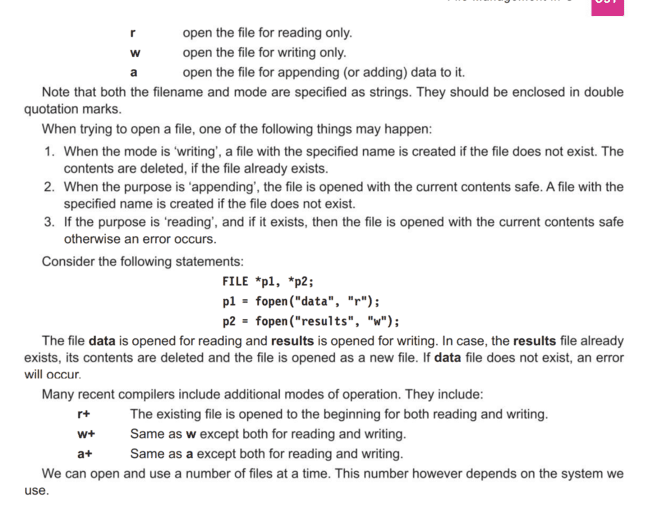 r open the file for reading only.
w open the file for writing only.
a open the file for appending (or adding) data to it.
Note that both the filename and mode are specified as strings. They should be enclosed in double
quotation marks.
When trying to open a file, one of the following things may happen:
1. When the mode is ‘writing’, a file with the specified name is created if the file does not exist. The
contents are deleted, if the file already exists.
2. When the purpose is ‘appending’, the file is opened with the current contents safe. A file with the
specified name is created if the file does not exist.
3. If the purpose is ‘reading’, and if it exists, then the file is opened with the current contents safe
otherwise an error occurs.
Consider the following statements:
FILE *p1, *p2;
p1 = fopen("data", "r");
p2 = fopen("results", "w");
The file data is opened for reading and results is opened for writing. In case, the results file already
exists, its contents are deleted and the file is opened as a new file. If data file does not exist, an error
will occur.
Many recent compilers include additional modes of operation. They include:
r+ The existing file is opened to the beginning for both reading and writing.
w+ Same as w except both for reading and writing.
a+ Same as a except both for reading and writing.
We can open and use a number of files at a time. This number however depends on the system we
use.